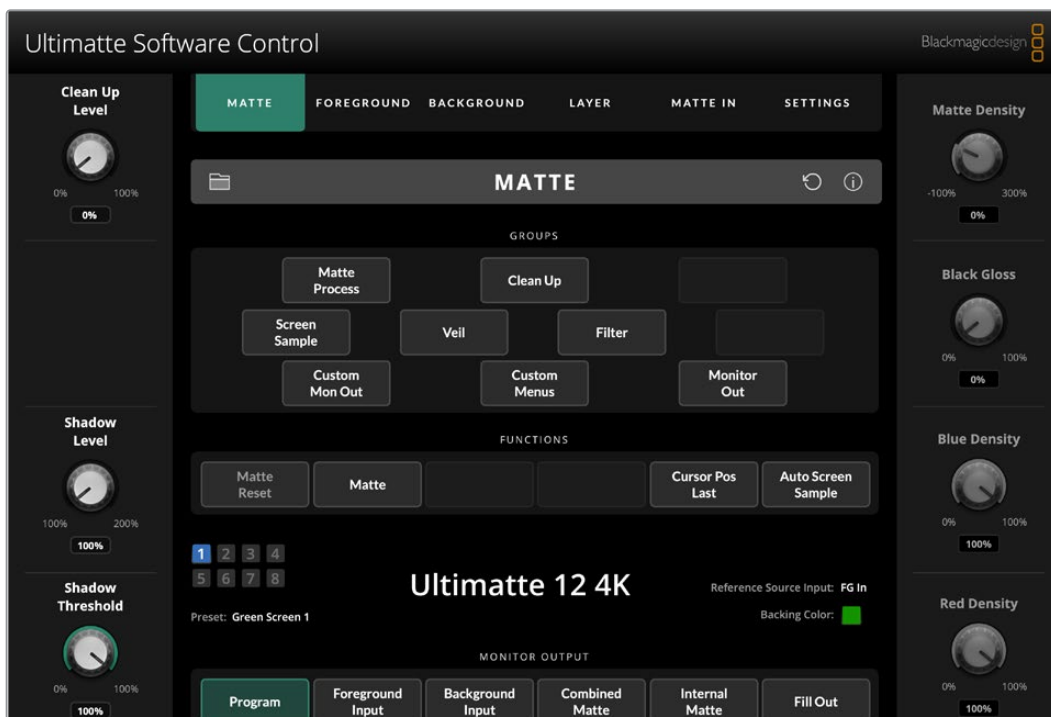 Ultimatte Software Control
Blackmagicdesign
Clean Up
Level
0% 100%
0%
Shadow
Level
100% 200%
100%
Shadow
Threshold
0% 100%
100%
MATTE FOREGROUND BACKGROUND LAYER MATTE IN SETTINGS
MATTE
GROUPS
Matte
Process
Clean Up
Screen
Sample
Veil
Filter
Custom
Mon Out
Custom
Menus
Monitor
Out
FUNCTIONS
Matte
Reset
Matte
Cursor Pos
Last
Auto Screen
Sample
1 2 3 4
5 6 7 8
Preset: Green Screen 1
Ultimatte 12 4K
Reference Source Input: FG In
Backing Color:
MONITOR OUTPUT
Program
Foreground
Input
Background
Input
Combined
Matte
Internal
Matte
Fill Out
Matte Density
-100% 300%
0%
Black Gloss
0% 100%
0%
Blue Density
0% 100%
100%
Red Density
0% 100%
100%